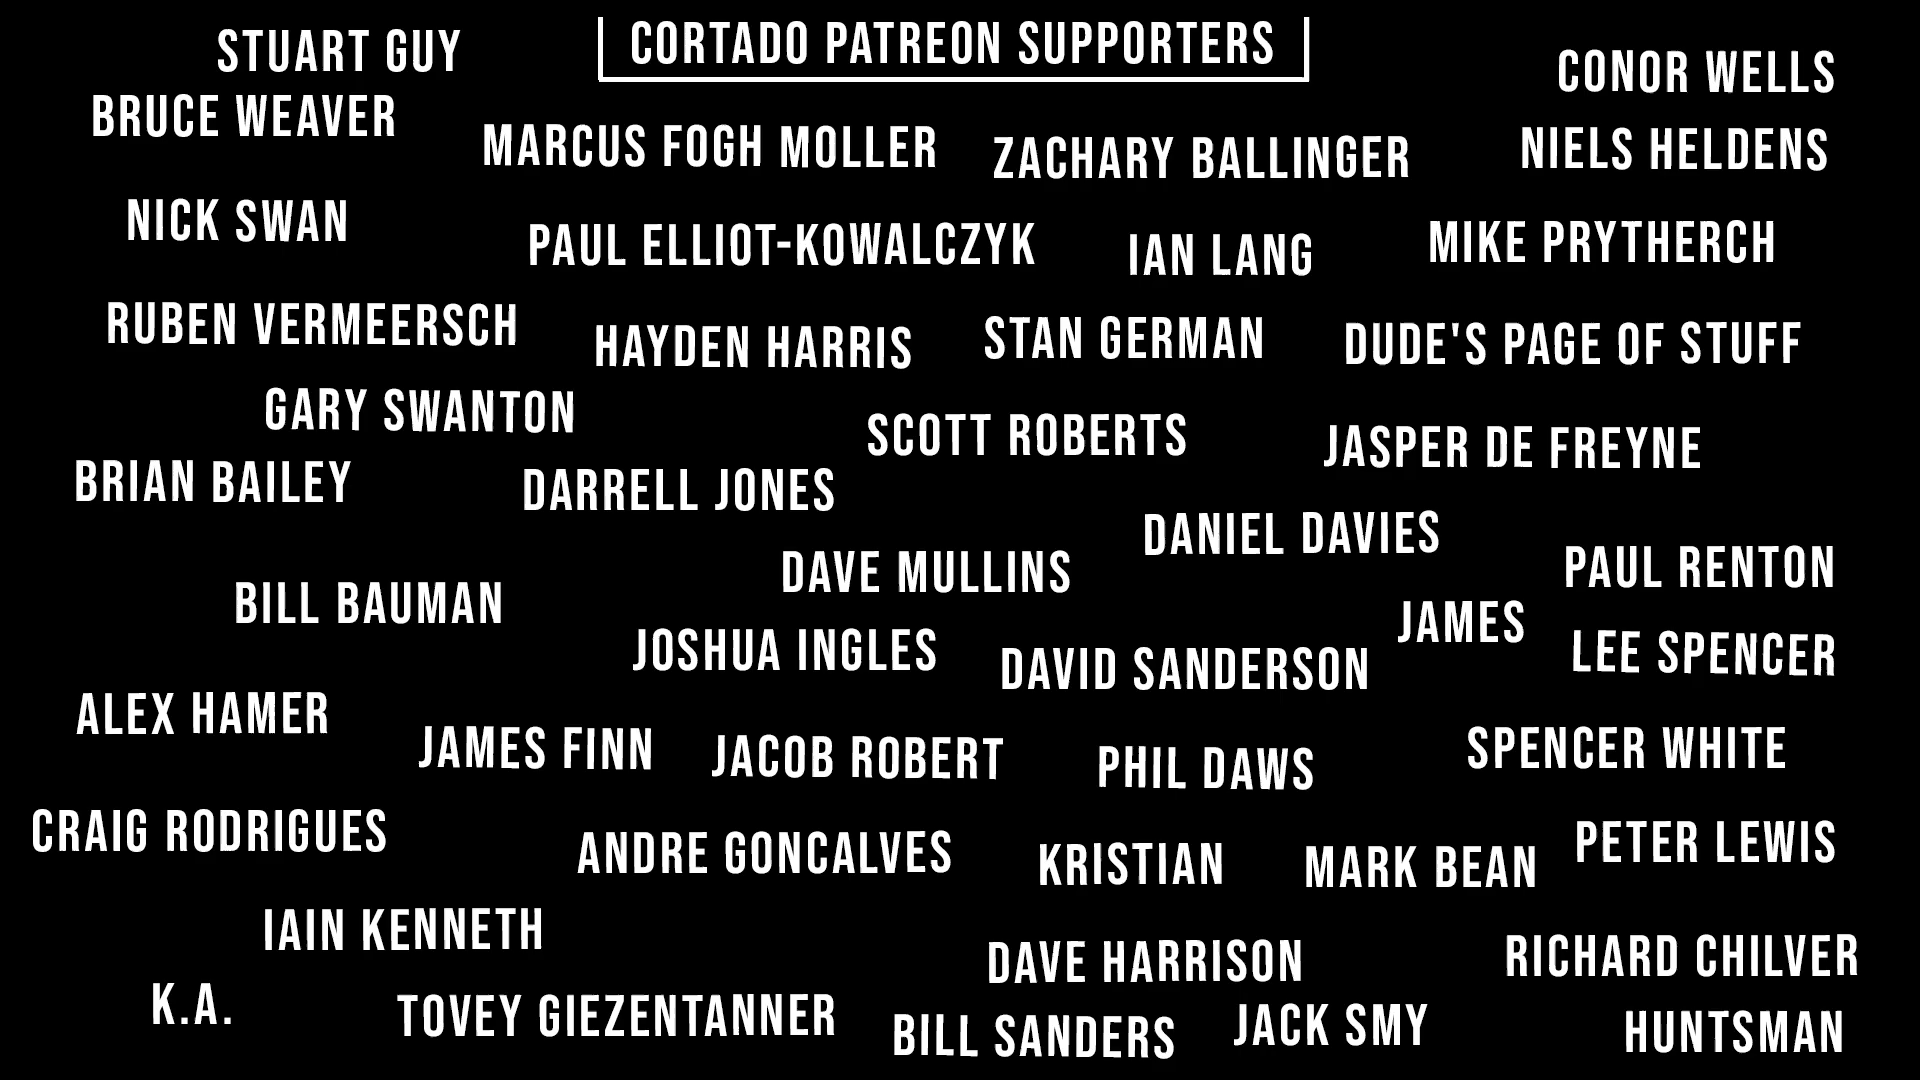 CORTADO PATREON SUPPORTERS
STUART GUY
CONOR WELLS
BRUCE WEAVER
MARCUS FOGH MOLLER
ZACHARY BALLINGER
NIELS HELDENS
NICK SWAN
PAUL ELLIOT-KOWALCZYK
IAN LANG
MIKE PRYTHERCH
RUBEN VERMEERSCH
HAYDEN HARRIS
STAN GERMAN
DUDE'S PAGE OF STUFF
GARY SWANTON
SCOTT ROBERTS
JASPER DE FREYNE
BRIAN BAILEY
DARRELL JONES
DANIEL DAVIES
DAVE MULLINS
PAUL RENTON
BILL BAUMAN
JAMES
JOSHUA INGLES
DAVID SANDERSON
LEE SPENCER
ALEX HAMER
JAMES FINN
JACOB ROBERT
PHIL DAWS
SPENCER WHITE
CRAIG RODRIGUES
ANDRE GONCALVES
KRISTIAN
MARK BEAN
PETER LEWIS
IAIN KENNETH
DAVE HARRISON
RICHARD CHILVER
K.A.
TOVEY GIEZENTANNER
BILL SANDERS
JACK SMY
HUNTSMAN